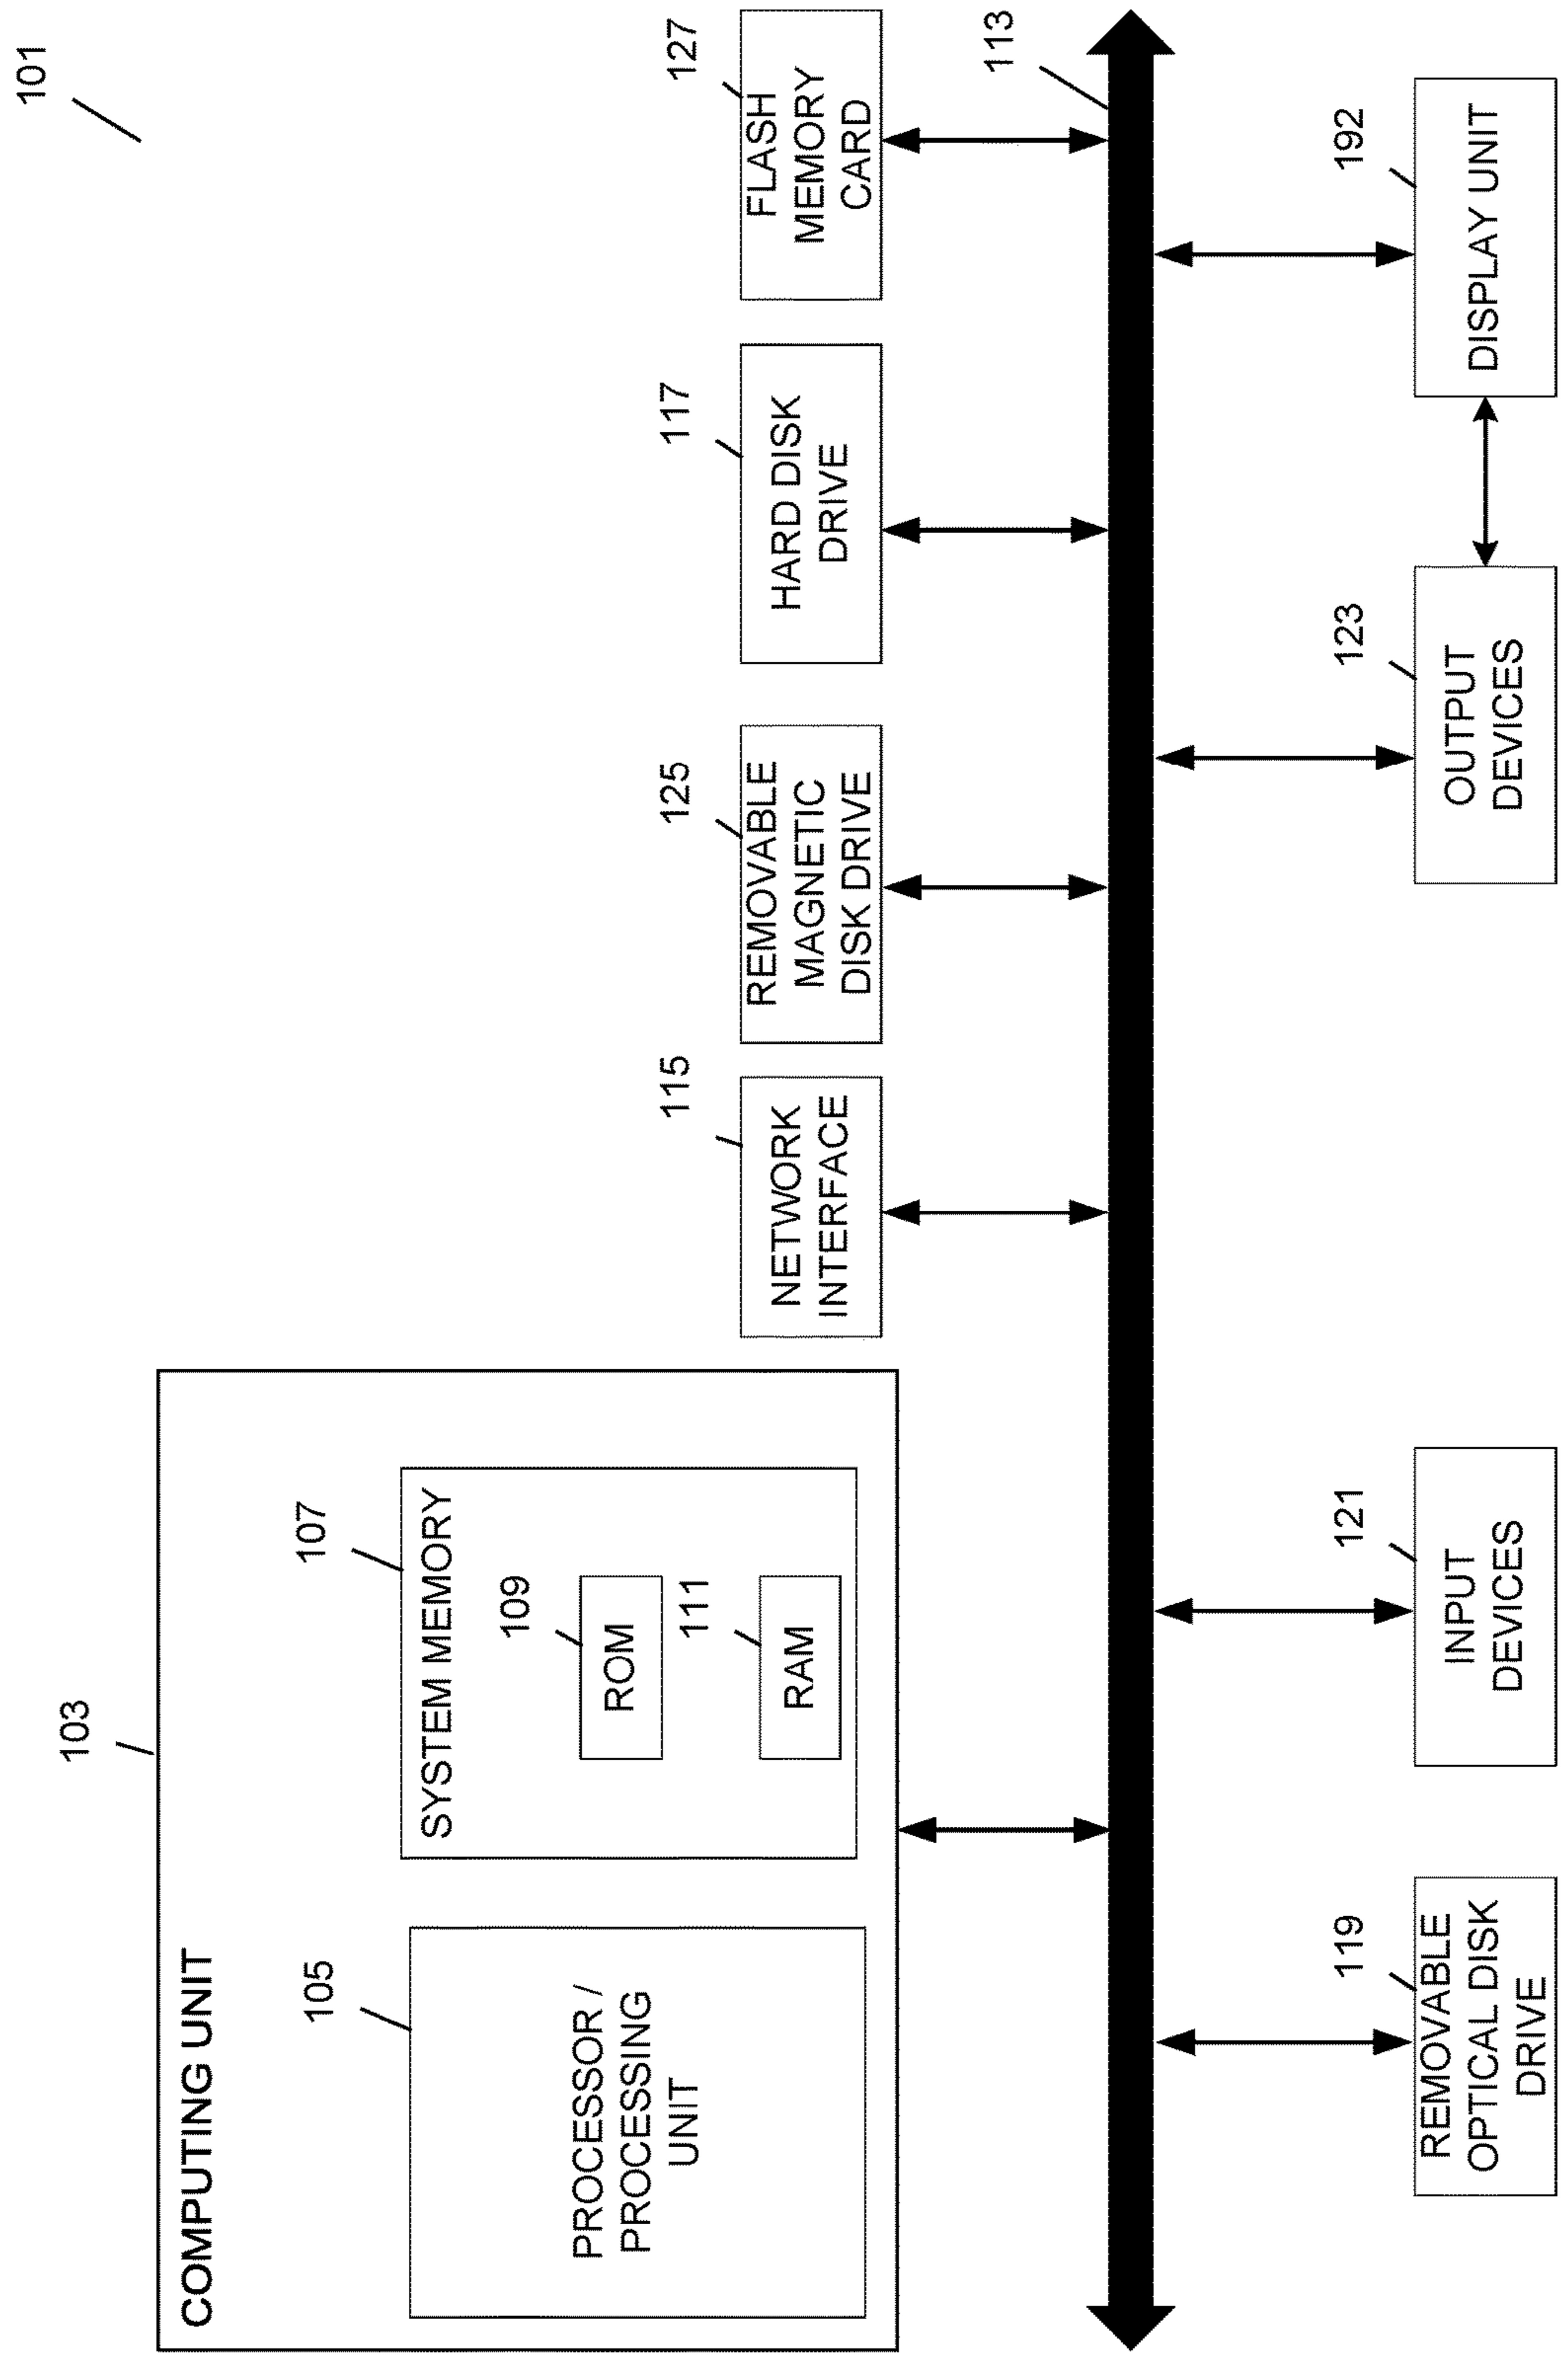 101
103
COMPUTING UNIT
105
PROCESSOR /
PROCESSING
UNIT
107
SYSTEM MEMORY
109
ROM
111
RAM
115
NETWORK
INTERFACE
125
REMOVABLE
MAGNETIC
DISK DRIVE
117
HARD DISK
DRIVE
127
FLASH
MEMORY
CARD
113
119
REMOVABLE
OPTICAL DISK
DRIVE
121
INPUT
DEVICES
123
OUTPUT
DEVICES
192
DISPLAY UNIT